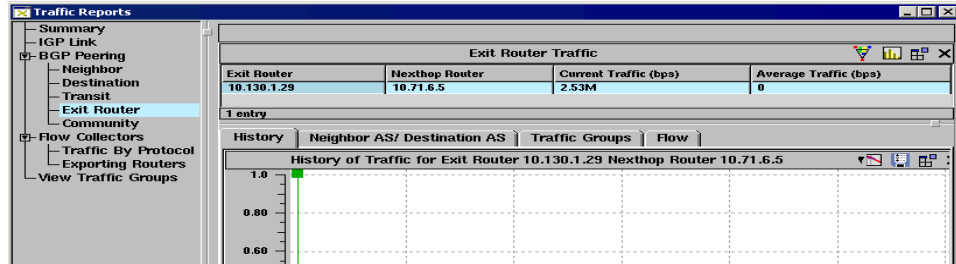 Traffic Reports
Summary
IGP Link
BGP Peering
Neighbor
Destination
Transit
Exit Router
Community
Flow Collectors
Traffic By Protocol
Exporting Routers
View Traffic Groups
Exit Router Traffic
Exit Router Nexthop Router Current Traffic (bps) Average Traffic (bps)
10.130.1.29 10.71.6.5 2.53M 0
1 entry
History Neighbor AS/ Destination AS Traffic Groups Flow
History of Traffic for Exit Router 10.130.1.29 Nexthop Router 10.71.6.5
1.0
0.80
0.60